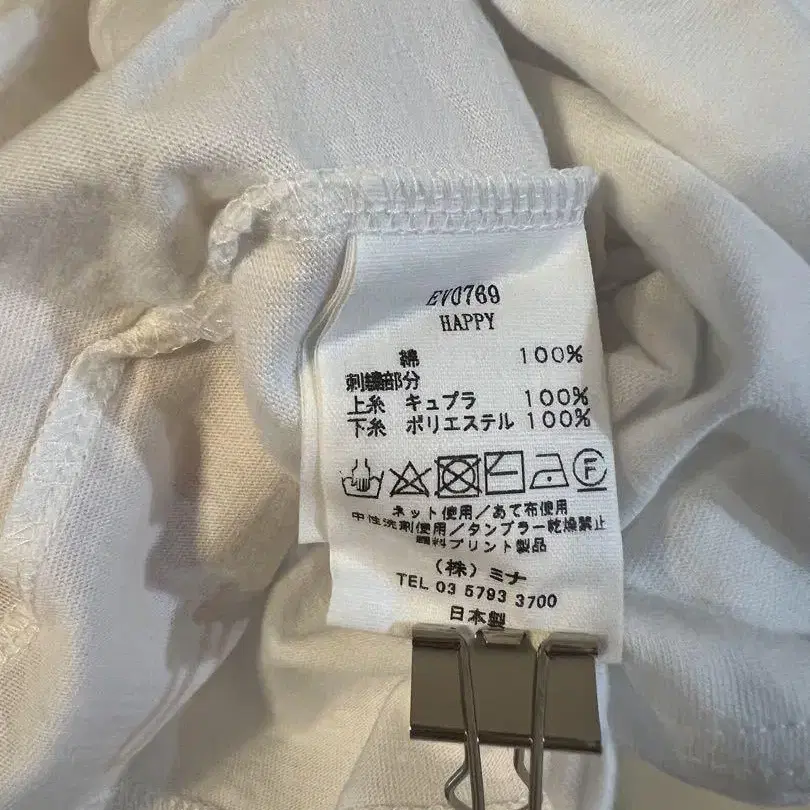 EV0769
HAPPY
綿 100%
刺繍部分
上糸 キュプラ 100%
下糸 ポリエステル 100%
F
ネット使用/あて布使用
中性洗剤使用/タンブラー乾燥禁止
顔料プリント製品
(株)ミナ
TEL 03 5793 3700
日本製